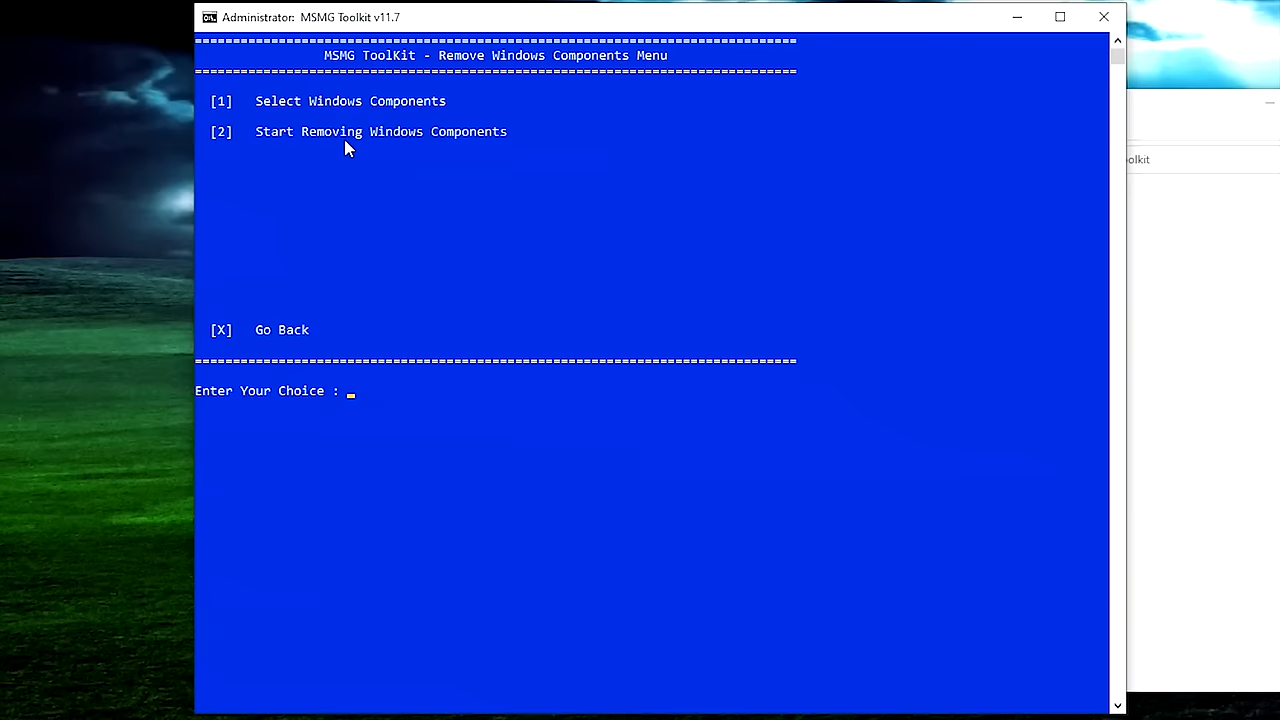 Administrator: MSMG Toolkit v11.7
================================================================================
MSMG ToolKit - Remove Windows Components Menu
================================================================================
[1] Select Windows Components
[2] Start Removing Windows Components
[X] Go Back
================================================================================
Enter Your Choice :
olkit